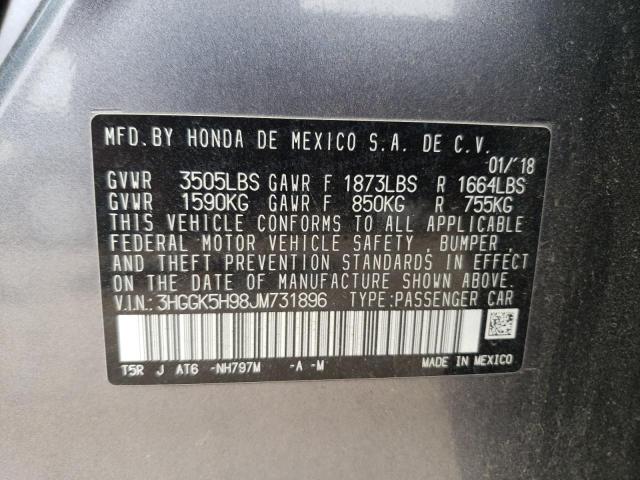 MFD.BY HONDA DE MEXICO S.A. DE C.V.
01/'18
GVWR 3505LBS GAWR F 1873LBS R 1664LBS
GVWR 1590KG GAWR F 850KG R 755KG
THIS VEHICLE CONFORMS TO ALL APPLICABLE
FEDERAL MOTOR VEHICLE SAFETY, BUMPER,
AND THEFT PREVENTION STANDARDS IN EFFECT
ON THE DATE OF MANUFACTURE SHOWN ABOVE.
V.I.N.: 3HGGK5H98JM731896 TYPE:PASSENGER CAR
T5R J AT6 -NH797M -A -M MADE IN MEXICO